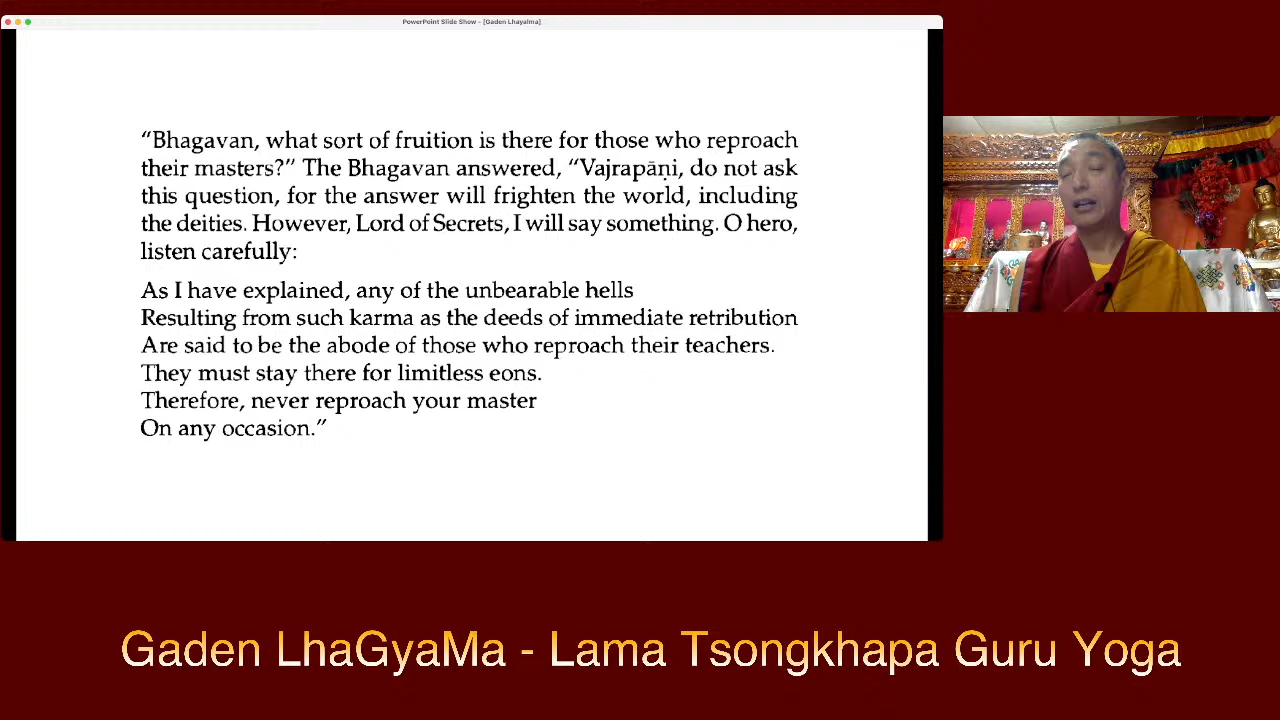 PowerPoint Slide Show - [Gaden Lhayalma]
“Bhagavan, what sort of fruition is there for those who reproach
their masters?” The Bhagavan answered, “Vajrapāṇi, do not ask
this question, for the answer will frighten the world, including
the deities. However, Lord of Secrets, I will say something. O hero,
listen carefully:
As I have explained, any of the unbearable hells
Resulting from such karma as the deeds of immediate retribution
Are said to be the abode of those who reproach their teachers.
They must stay there for limitless eons.
Therefore, never reproach your master
On any occasion.”
Gaden LhaGyaMa - Lama Tsongkhapa Guru Yoga